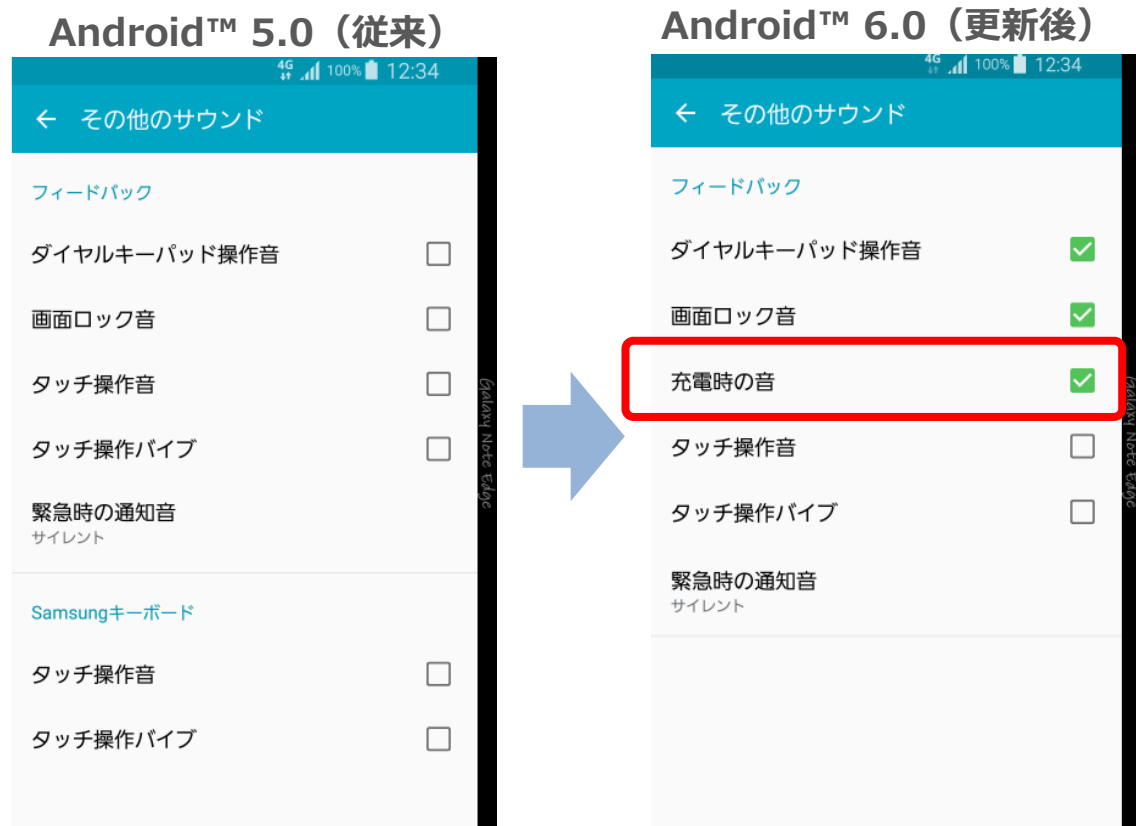 Android™ 5.0（従来）
4G 100% 12:34
その他のサウンド
フィードバック
ダイヤルキーパッド操作音
画面ロック音
タッチ操作音
タッチ操作バイブ
緊急時の通知音
サイレント
Samsungキーボード
タッチ操作音
タッチ操作バイブ
Galaxy Note Edge
Android™ 6.0（更新後）
4G 100% 12:34
その他のサウンド
フィードバック
ダイヤルキーパッド操作音
画面ロック音
充電時の音
タッチ操作音
タッチ操作バイブ
緊急時の通知音
サイレント
Galaxy Note Edge